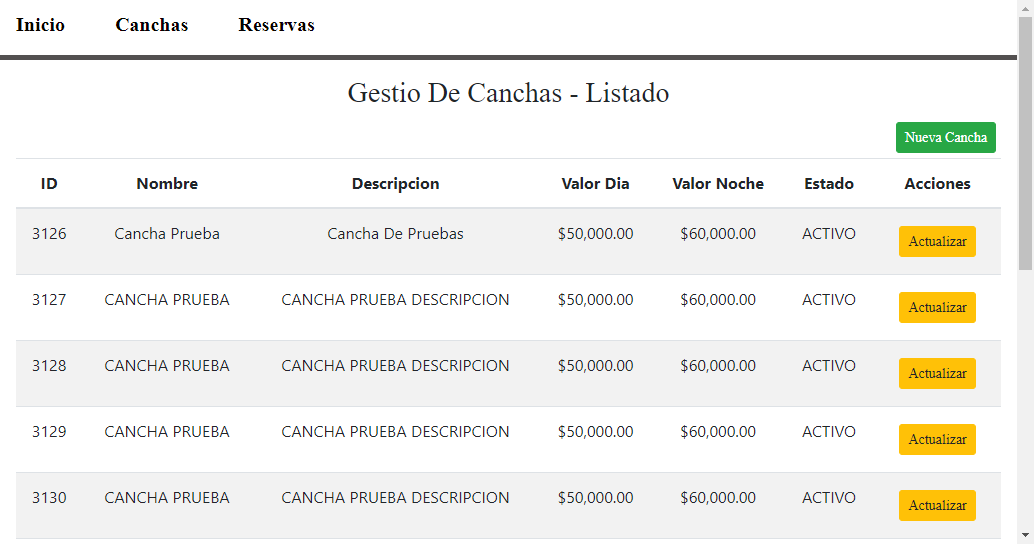 Inicio Canchas Reservas
Gestio De Canchas - Listado
Nueva Cancha
ID Nombre Descripcion Valor Dia Valor Noche Estado Acciones
3126 Cancha Prueba Cancha De Pruebas $50,000.00 $60,000.00 ACTIVO Actualizar
3127 CANCHA PRUEBA CANCHA PRUEBA DESCRIPCION $50,000.00 $60,000.00 ACTIVO Actualizar
3128 CANCHA PRUEBA CANCHA PRUEBA DESCRIPCION $50,000.00 $60,000.00 ACTIVO Actualizar
3129 CANCHA PRUEBA CANCHA PRUEBA DESCRIPCION $50,000.00 $60,000.00 ACTIVO Actualizar
3130 CANCHA PRUEBA CANCHA PRUEBA DESCRIPCION $50,000.00 $60,000.00 ACTIVO Actualizar